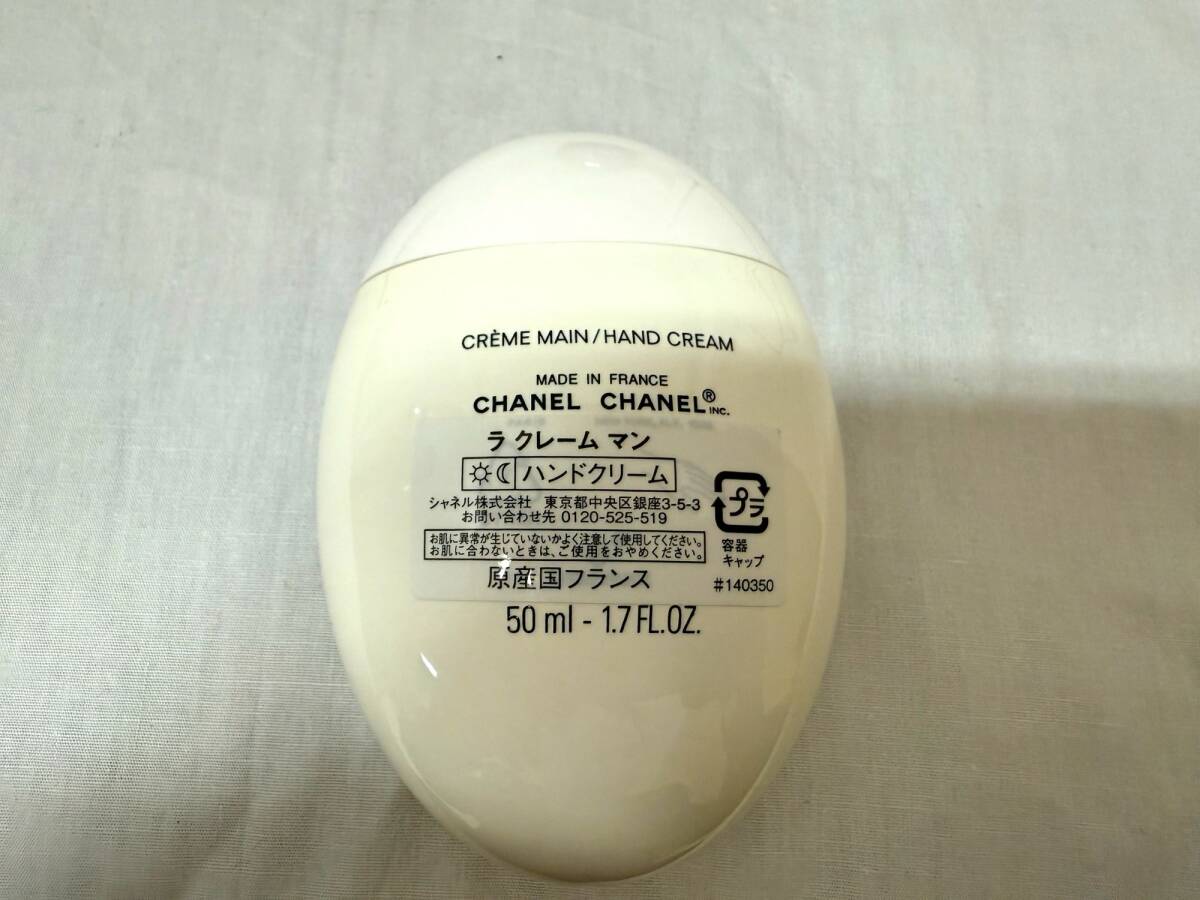 CRÈME MAIN/HAND CREAM
MADE IN FRANCE
CHANEL CHANEL® INC.
ラ クレーム マン
ハンドクリーム
シャネル株式会社 東京都中央区銀座3-5-3
お問い合わせ先 0120-525-519
お肌に異常が生じていないかよく注意して使用してください。
お肌に合わないときは、ご使用をおやめください。
プラ
容器
キャップ
原産国フランス
#140350
50 ml - 1.7 FL.OZ.